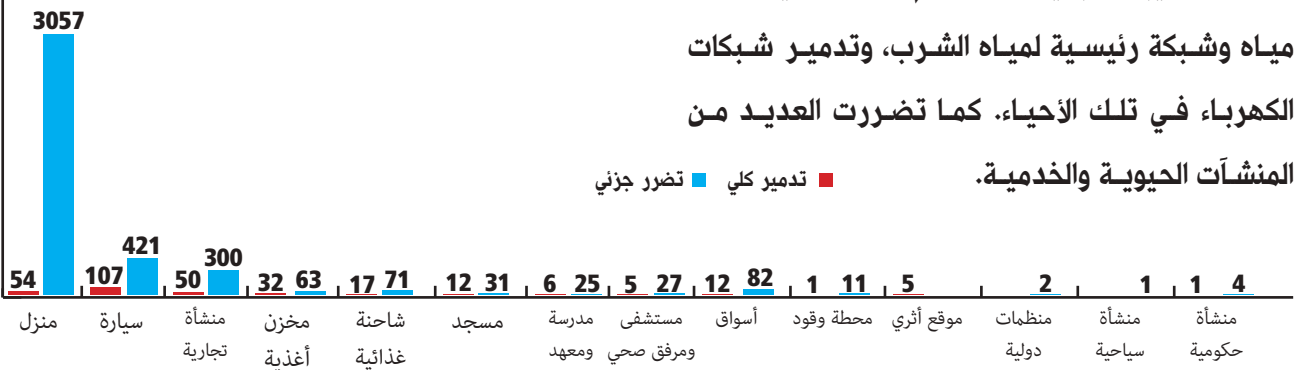 مياه وشبكة رئيسية لمياه الشرب، وتدمير شبكات
الكهرباء في تلك الأحياء. كما تضررت العديد من
المنشآت الحيوية والخدمية.
تدمير كلي
تضرر جزئي
54 3057
107 421
50 300
32 63
17 71
12 31
6 25
5 27
12 82
1 11
5
2
1
1 4
منزل
سيارة
منشأة
تجارية
مخزن
أغذية
شاحنة
غذائية
مسجد
مدرسة
ومعهد
مستشفى
ومرفق صحي
أسواق
محطة وقود
موقع أثري
منظمات
دولية
منشأة
سياحية
منشأة
حكومية